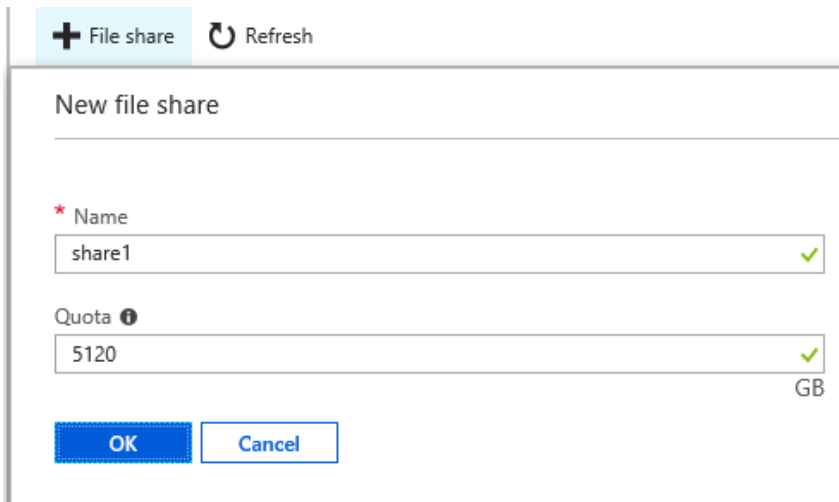 File share Refresh
New file share
* Name
share1
Quota
5120
GB
OK Cancel